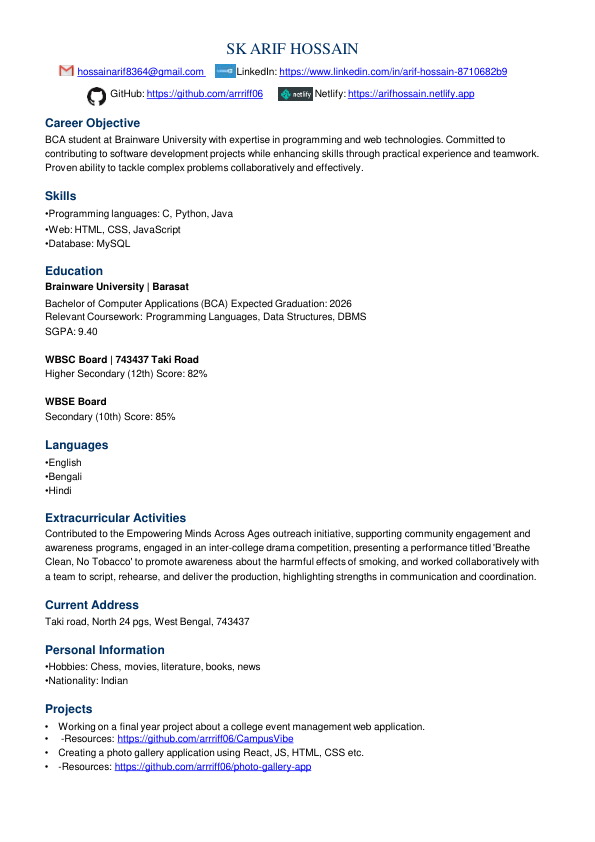 SK ARIF HOSSAIN
hossainarif8364@gmail.com LinkedIn: https://www.linkedin.com/in/arif-hossain-8710682b9
GitHub: https://github.com/arrriff06 netlify Netlify: https://arifhossain.netlify.app
Career Objective
BCA student at Brainware University with expertise in programming and web technologies. Committed to
contributing to software development projects while enhancing skills through practical experience and teamwork.
Proven ability to tackle complex problems collaboratively and effectively.
Skills
•Programming languages: C, Python, Java
•Web: HTML, CSS, JavaScript
•Database: MySQL
Education
Brainware University | Barasat
Bachelor of Computer Applications (BCA) Expected Graduation: 2026
Relevant Coursework: Programming Languages, Data Structures, DBMS
SGPA: 9.40
WBSC Board | 743437 Taki Road
Higher Secondary (12th) Score: 82%
WBSE Board
Secondary (10th) Score: 85%
Languages
•English
•Bengali
•Hindi
Extracurricular Activities
Contributed to the Empowering Minds Across Ages outreach initiative, supporting community engagement and
awareness programs, engaged in an inter-college drama competition, presenting a performance titled 'Breathe
Clean, No Tobacco' to promote awareness about the harmful effects of smoking, and worked collaboratively with
a team to script, rehearse, and deliver the production, highlighting strengths in communication and coordination.
Current Address
Taki road, North 24 pgs, West Bengal, 743437
Personal Information
•Hobbies: Chess, movies, literature, books, news
•Nationality: Indian
Projects
• Working on a final year project about a college event management web application.
• -Resources: https://github.com/arrriff06/CampusVibe
• Creating a photo gallery application using React, JS, HTML, CSS etc.
• -Resources: https://github.com/arrriff06/photo-gallery-app